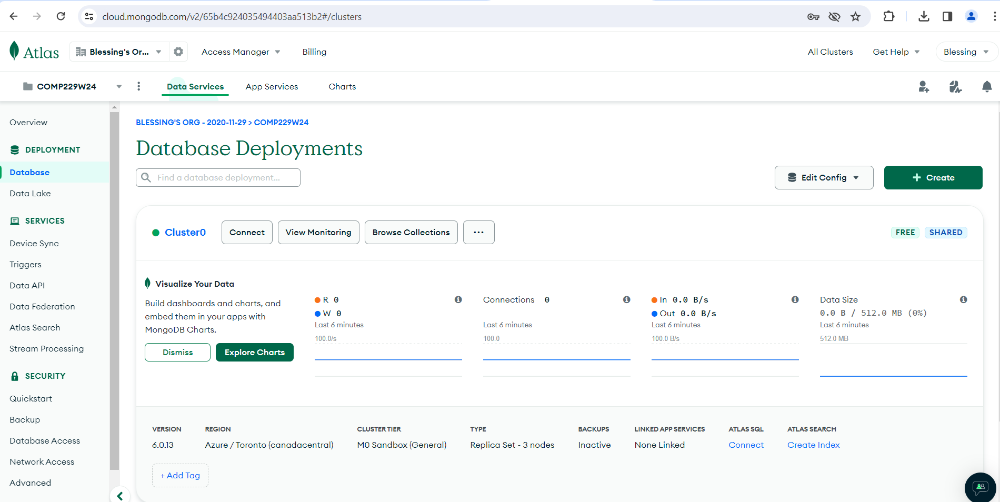 cloud.mongodb.com/v2/65b4c924035494403aa513b2#/clusters
Atlas
Blessing's Or...
Access Manager
Billing
All Clusters
Get Help
Blessing
COMP229W24
Data Services
App Services
Charts
Overview
DEPLOYMENT
Database
Data Lake
SERVICES
Device Sync
Triggers
Data API
Data Federation
Atlas Search
Stream Processing
SECURITY
Quickstart
Backup
Database Access
Network Access
Advanced
BLESSING'S ORG - 2020-11-29 > COMP229W24
Database Deployments
Find a database deployment...
Edit Config
+ Create
Cluster0
Connect
View Monitoring
Browse Collections
...
FREE
SHARED
Visualize Your Data
Build dashboards and charts, and
embed them in your apps with
MongoDB Charts.
Dismiss
Explore Charts
R 0
W 0
Last 6 minutes
100.0/s
Connections 0
Last 6 minutes
100.0
In 0.0 B/s
Out 0.0 B/s
Last 6 minutes
100.0 B/s
Data Size
0.0 B / 512.0 MB (0%)
Last 6 minutes
512.0 MB
VERSION
6.0.13
REGION
Azure / Toronto (canadacentral)
CLUSTER TIER
M0 Sandbox (General)
TYPE
Replica Set - 3 nodes
BACKUPS
Inactive
LINKED APP SERVICES
None Linked
ATLAS SQL
Connect
ATLAS SEARCH
Create Index
+ Add Tag